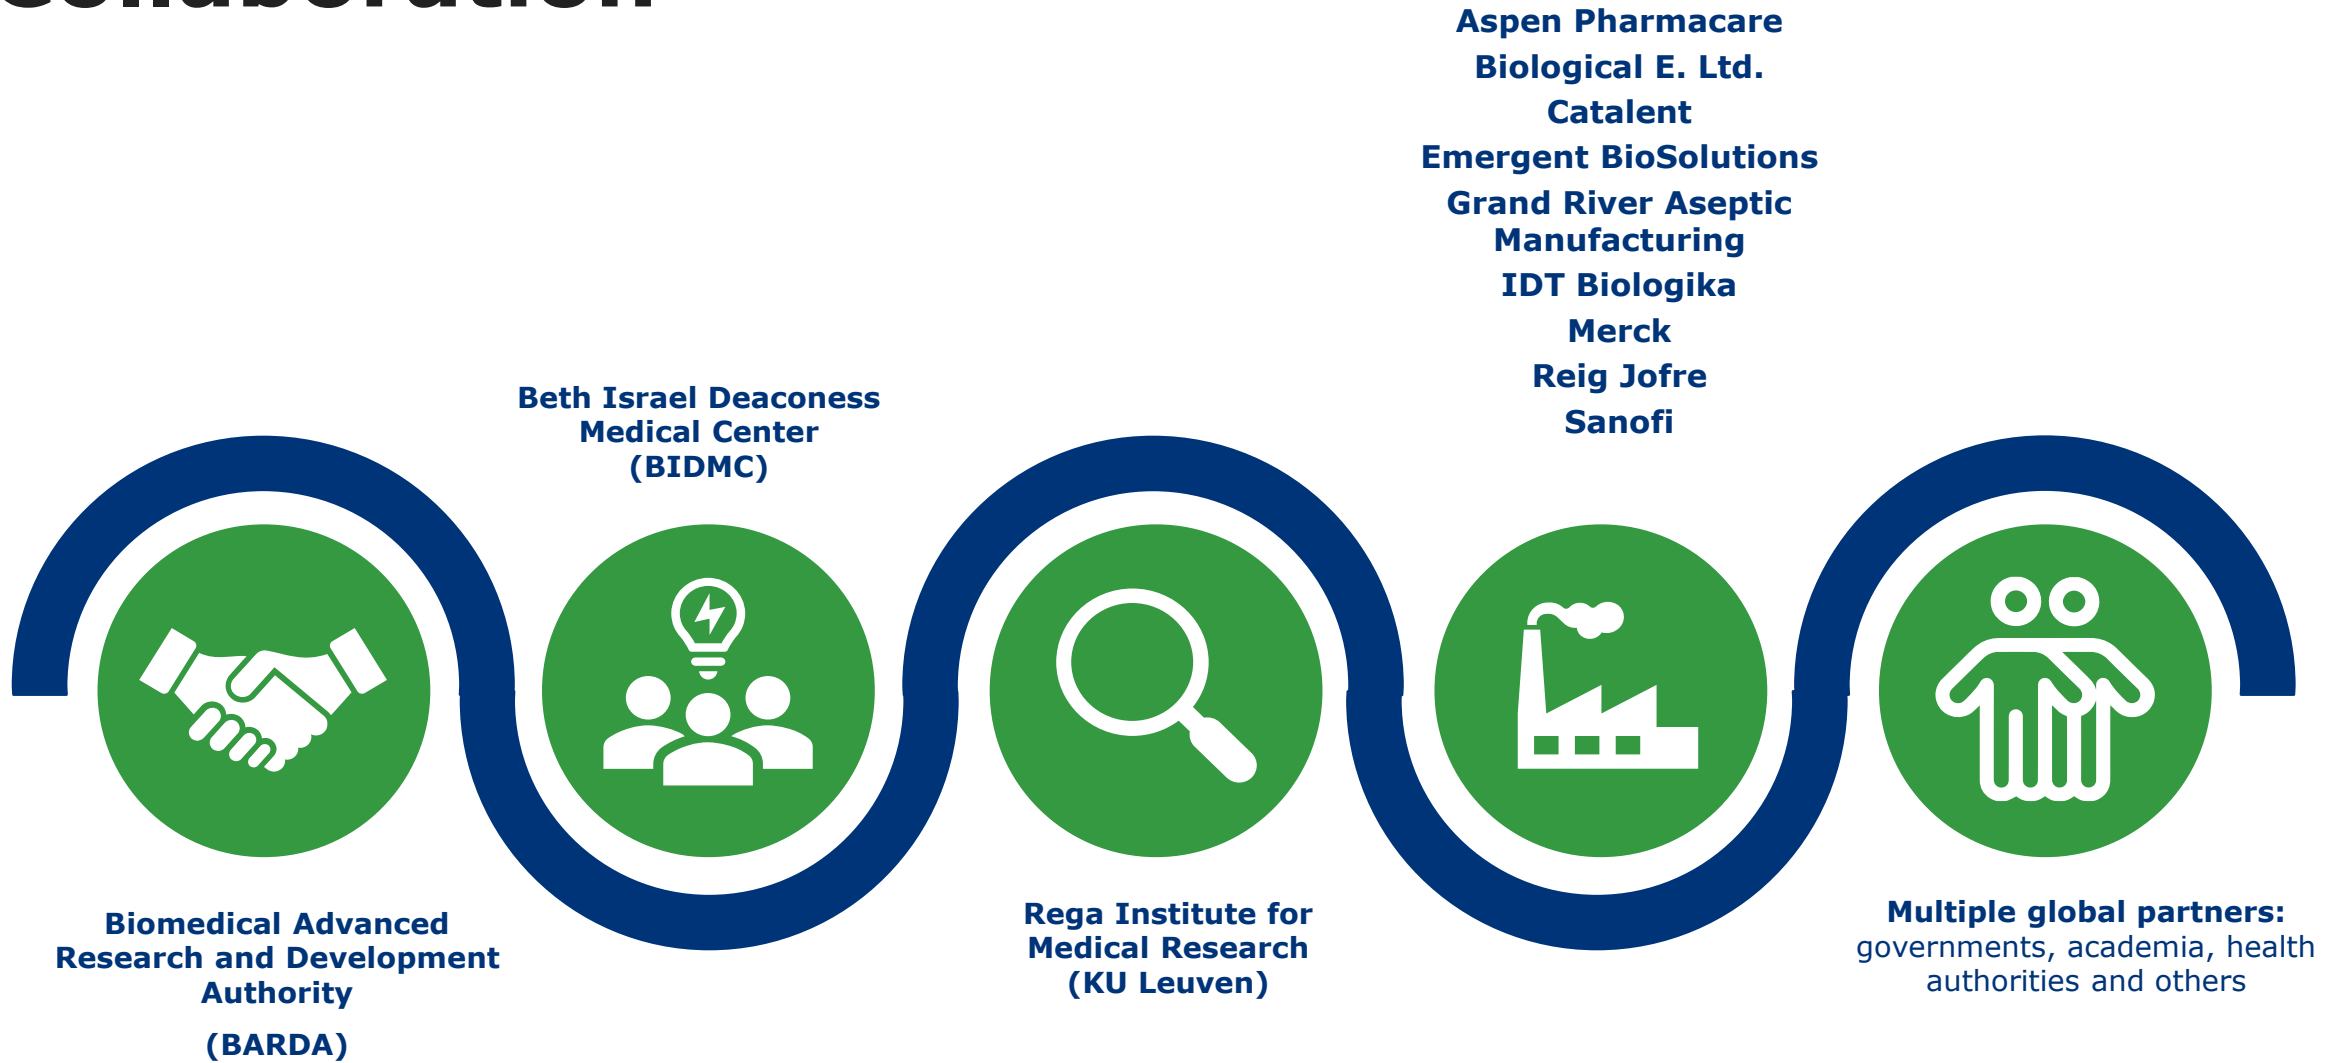 Collaboration
Aspen Pharmacare
Biological E. Ltd.
Catalent
Emergent BioSolutions
Grand River Aseptic
Manufacturing
IDT Biologika
Merck
Reig Jofre
Sanofi
Beth Israel Deaconess
Medical Center
(BIDMC)
Biomedical Advanced
Research and Development
Authority
(BARDA)
Rega Institute for
Medical Research
(KU Leuven)
Multiple global partners:
governments, academia, health
authorities and others